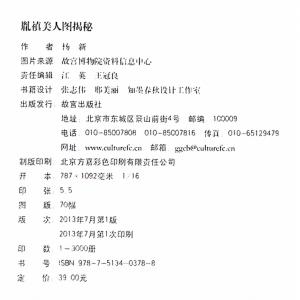 胤禛美人图揭秘
作 者 杨 新
图片来源 故宫博物院资料信息中心
责任编辑 江 英 王冠良
书籍设计 张志伟 邢美丽 知墨春秋设计工作室
出版发行 故宫出版社
地址 北京市东城区景山前街4号 邮编 100009
电话 010-85007808 010-85007816 传真 010-65129479
网址 www.culturefc.cn 邮箱 ggcb@culturefc.cn
制版印刷 北京方嘉彩色印刷有限责任公司
开 本 787×1092毫米 1/16
印 张 5.5
图 版 70幅
版 次 2013年7月第1版
2013年7月第1次印刷
印 数 1-3000册
书 号 ISBN 978-7-5134-0378-8
定 价 39.00元